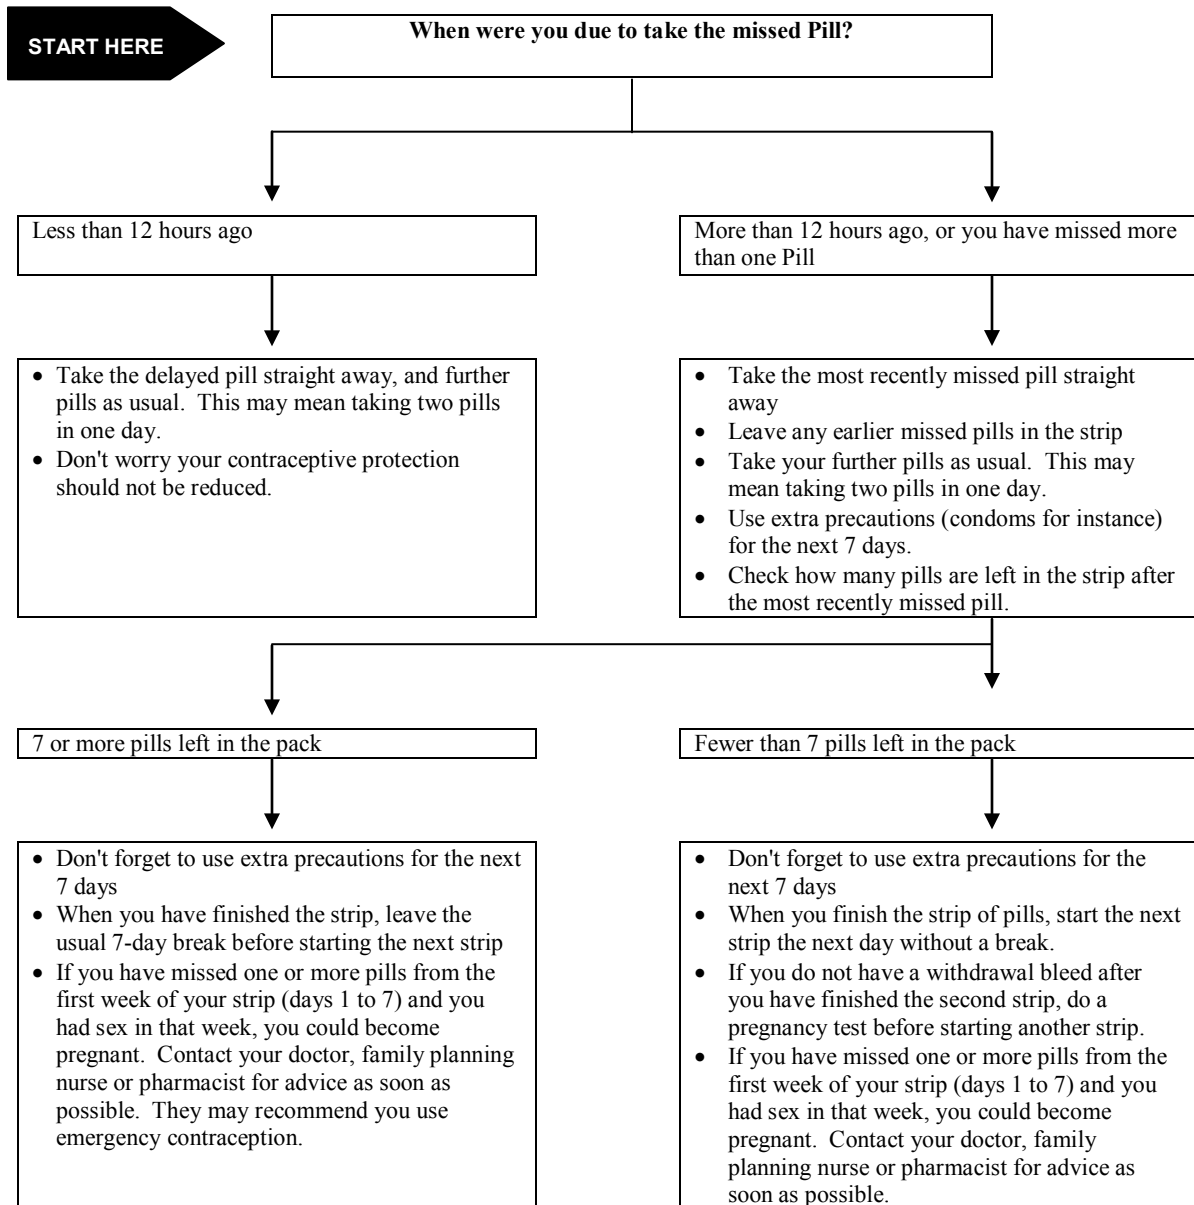 START HERE
When were you due to take the missed Pill?
Less than 12 hours ago
More than 12 hours ago, or you have missed more
than one Pill
• Take the delayed pill straight away, and further
pills as usual.  This may mean taking two pills
in one day.
• Don't worry your contraceptive protection
should not be reduced.
• Take the most recently missed pill straight
away
• Leave any earlier missed pills in the strip
• Take your further pills as usual.  This may
mean taking two pills in one day.
• Use extra precautions (condoms for instance)
for the next 7 days.
• Check how many pills are left in the strip after
the most recently missed pill.
7 or more pills left in the pack
Fewer than 7 pills left in the pack
• Don't forget to use extra precautions for the next
7 days
• When you have finished the strip, leave the
usual 7-day break before starting the next strip
• If you have missed one or more pills from the
first week of your strip (days 1 to 7) and you
had sex in that week, you could become
pregnant.  Contact your doctor, family planning
nurse or pharmacist for advice as soon as
possible.  They may recommend you use
emergency contraception.
• Don't forget to use extra precautions for the
next 7 days
• When you finish the strip of pills, start the next
strip the next day without a break.
• If you do not have a withdrawal bleed after
you have finished the second strip, do a
pregnancy test before starting another strip.
• If you have missed one or more pills from the
first week of your strip (days 1 to 7) and you
had sex in that week, you could become
pregnant.  Contact your doctor, family
planning nurse or pharmacist for advice as
soon as possible.